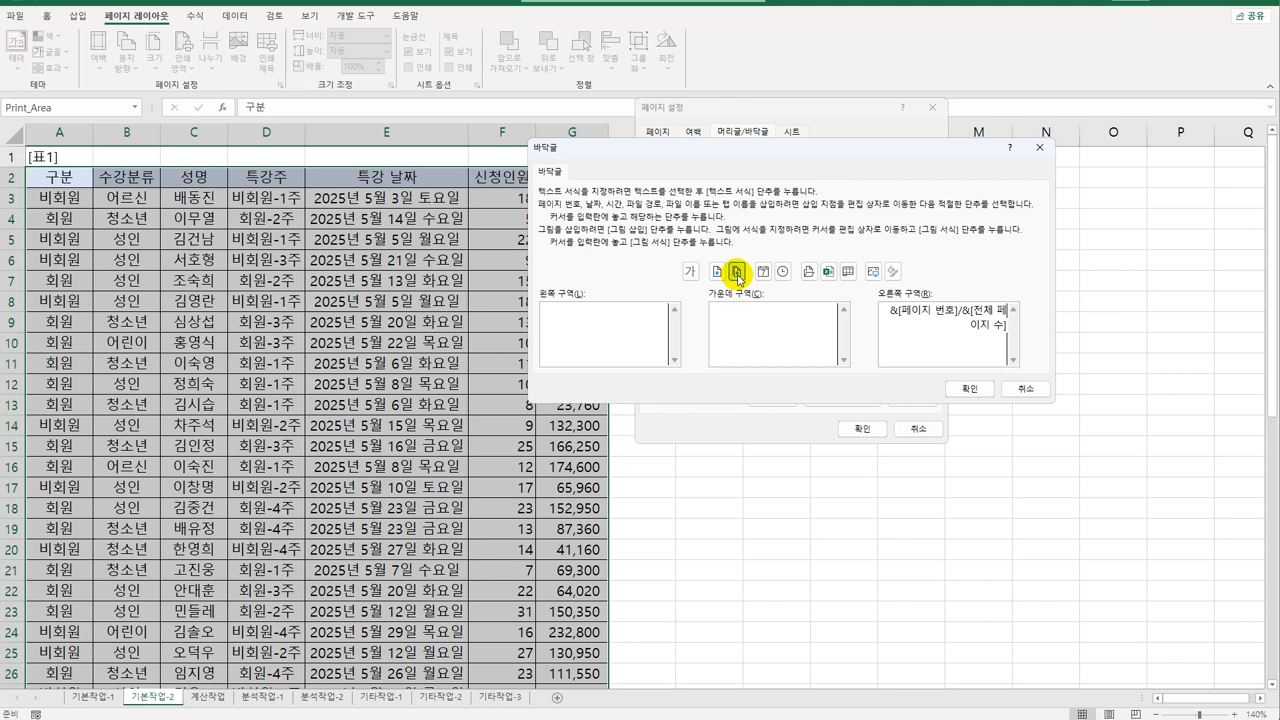 파일 홈 삽입 페이지 레이아웃 수식 데이터 검토 보기 개발 도구 도움말 공유
가 테마 색 글꼴 효과 여백 용지 방향 크기 인쇄 영역 나누기 배경 인쇄 제목 너비: 자동 높이: 자동 배율: 100% 눈금선 보기 인쇄 제목 보기 인쇄 앞으로 가져오기 뒤로 보내기 선택 창 맞춤 그룹화 회전
테마 페이지 설정 크기 조정 시트 옵션 정렬
Print_Area fx 구분
페이지 설정 ? ×
페이지 여백 머리글/바닥글 시트
A B C D E F G M N O P Q
바닥글 ? ×
바닥글
텍스트 서식을 지정하려면 텍스트를 선택한 후 [텍스트 서식] 단추를 누릅니다.
페이지 번호, 날짜, 시간, 파일 경로, 파일 이름 또는 탭 이름을 삽입하려면 삽입 지점을 편집 상자로 이동한 다음 적절한 단추를 선택합니다.
커서를 입력란에 놓고 해당하는 단추를 누릅니다.
그림을 삽입하려면 [그림 삽입] 단추를 누릅니다. 그림에 서식을 지정하려면 커서를 편집 상자로 이동하고 [그림 서식] 단추를 누릅니다.
커서를 입력란에 놓고 [그림 서식] 단추를 누릅니다.
가
왼쪽 구역(L): 가운데 구역(C): 오른쪽 구역(R):
&[페이지 번호]/&[전체 페
이지 수]
확인 취소
확인 취소
1 [표1]
2 구분 수강분류 성명 특강주 특강 날짜 신청인원
3 비회원 어르신 배동진 비회원-1주 2025년 5월 3일 토요일
4 회원 청소년 이무열 회원-2주 2025년 5월 14일 수요일
5 회원 성인 김건남 비회원-1주 2025년 5월 5일 월요일
6 비회원 성인 서호형 비회원-3주 2025년 5월 21일 수요일
7 회원 성인 조숙희 회원-2주 2025년 5월 13일 화요일
8 비회원 성인 김영란 비회원-1주 2025년 5월 5일 월요일
9 회원 청소년 김상섭 회원-3주 2025년 5월 20일 화요일
10 회원 어린이 홍영식 비회원-3주 2025년 5월 22일 목요일
11 회원 청소년 이숙영 회원-1주 2025년 5월 6일 화요일
12 회원 성인 정희숙 비회원-1주 2025년 5월 8일 목요일
13 회원 청소년 김시습 비회원-1주 2025년 5월 6일 화요일 8 23,760
14 비회원 성인 차주석 비회원-2주 2025년 5월 15일 목요일 9 132,300
15 회원 청소년 김인정 회원-3주 2025년 5월 16일 금요일 25 166,250
16 회원 어르신 이숙진 회원-1주 2025년 5월 8일 목요일 12 174,600
17 비회원 성인 이창명 비회원-2주 2025년 5월 10일 토요일 17 65,960
18 회원 성인 김중건 회원-4주 2025년 5월 23일 금요일 23 152,950
19 회원 청소년 배유정 회원-4주 2025년 5월 23일 금요일 13 87,360
20 비회원 청소년 한영희 비회원-4주 2025년 5월 27일 화요일 14 41,160
21 회원 청소년 고진웅 회원-1주 2025년 5월 7일 수요일 7 69,300
22 회원 성인 안대훈 회원-3주 2025년 5월 20일 화요일 22 64,020
23 회원 성인 민들레 회원-2주 2025년 5월 12일 월요일 31 150,350
24 비회원 어린이 김솔오 비회원-4주 2025년 5월 29일 목요일 16 232,800
25 비회원 성인 오덕우 비회원-2주 2025년 5월 12일 월요일 27 130,950
26 회원 청소년 임지영 회원-4주 2025년 5월 26일 월요일 23 111,550
기본작업-1 기본작업-2 계산작업 분석작업-1 분석작업-2 기타작업-1 기타작업-2 기타작업-3
준비 140%